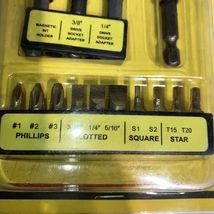 3/8" 1/4"
MAGNETIC DRIVE DRIVE
BIT SOCKET SOCKET
HOLDER ADAPTER ADAPTER
#1 #2 #3 1/4" 5/16" S1 S2 T15 T20
PHILLIPS SLOTTED SQUARE STAR